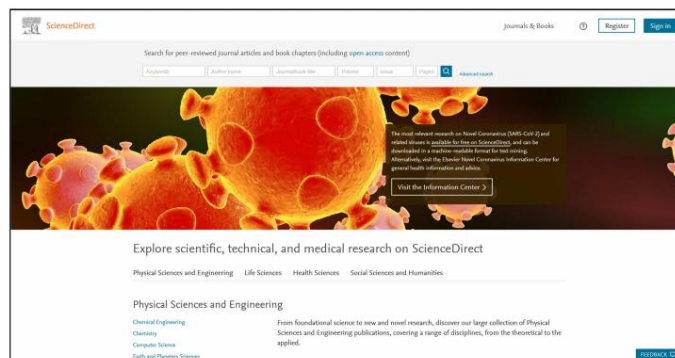 ScienceDirect
Journals & Books
?
Register
Sign in
Search for peer-reviewed journal articles and book chapters (including open access content)
Keywords
Author name
Journal/book title
Volume
Issue
Pages
Advanced search
The most relevant research on Novel Coronavirus (SARS-CoV-2) and
related viruses is available for free on ScienceDirect, and can be
downloaded in a machine-readable format for text mining.
Alternatively, visit the Elsevier Novel Coronavirus Information Center for
general health information and advice.
Visit the Information Center >
Explore scientific, technical, and medical research on ScienceDirect
Physical Sciences and Engineering Life Sciences Health Sciences Social Sciences and Humanities
Physical Sciences and Engineering
Chemical Engineering
Chemistry
Computer Science
Earth and Planetary Sciences
From foundational science to new and novel research, discover our large collection of Physical
Sciences and Engineering publications, covering a range of disciplines, from the theoretical to the
applied.
FEEDBACK